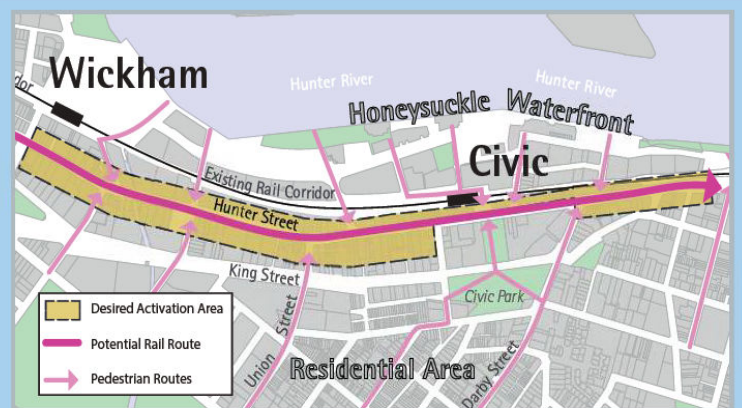 Wickham
Hunter River
Hunter River
Honeysuckle Waterfront
dor
Civic
Existing Rail Corridor
Hunter Street
King Street
Desired Activation Area
Potential Rail Route
Pedestrian Routes
Union Street
Civic Park
Residential Area
Darby Street